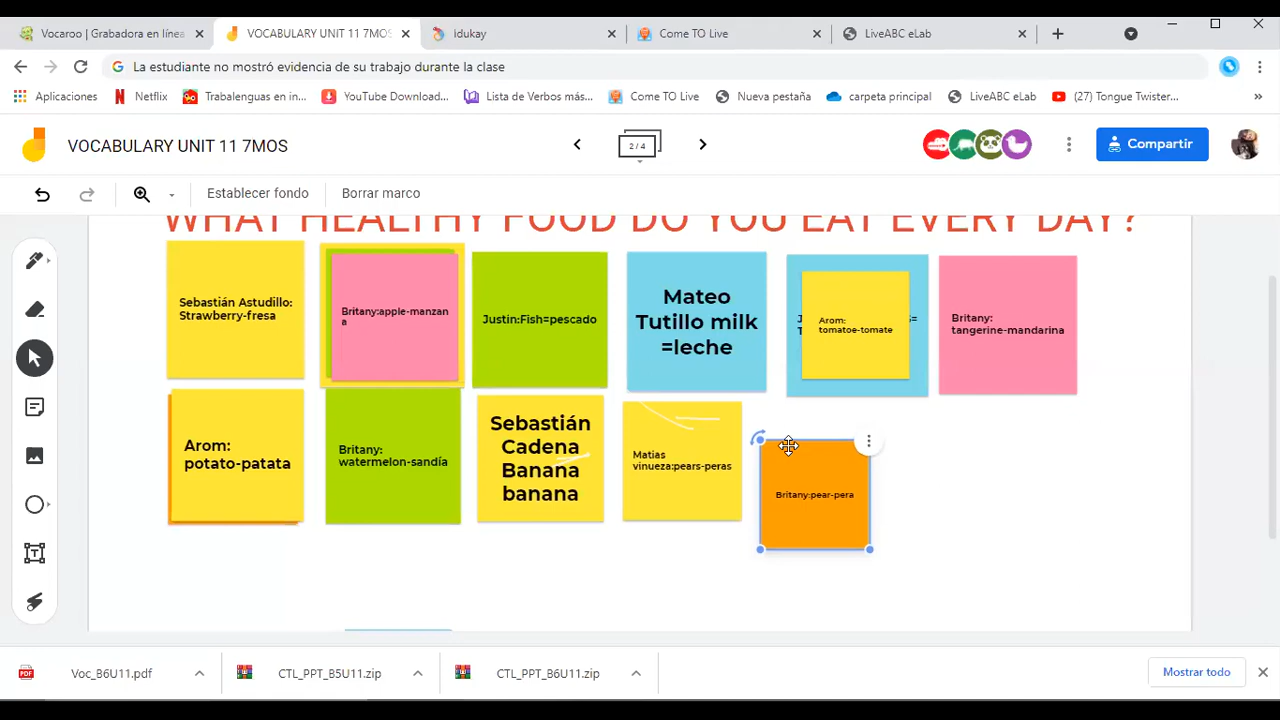 Vocaroo | Grabadora en línea
VOCABULARY UNIT 11 7MOS
idukay
Come TO Live
LiveABC eLab
La estudiante no mostró evidencia de su trabajo durante la clase
Aplicaciones
Netflix
Trabalenguas en in...
YouTube Download...
Lista de Verbos más...
Come TO Live
Nueva pestaña
carpeta principal
LiveABC eLab
(27) Tongue Twister...
»
VOCABULARY UNIT 11 7MOS
2 / 4
Compartir
Establecer fondo
Borrar marco
WHAT HEALTHY FOOD DO YOU EAT EVERY DAY?
Sebastián Astudillo:
Strawberry-fresa
Britany:apple-manzan
a
Justin:Fish=pescado
Mateo
Tutillo milk
=leche
Arom:
tomatoe-tomate
Britany:
tangerine-mandarina
Arom:
potato-patata
Britany:
watermelon-sandía
Sebastián
Cadena
Banana
banana
Matias
vinueza:pears-peras
Britany:pear-pera
Voc_B6U11.pdf
CTL_PPT_B5U11.zip
CTL_PPT_B6U11.zip
Mostrar todo